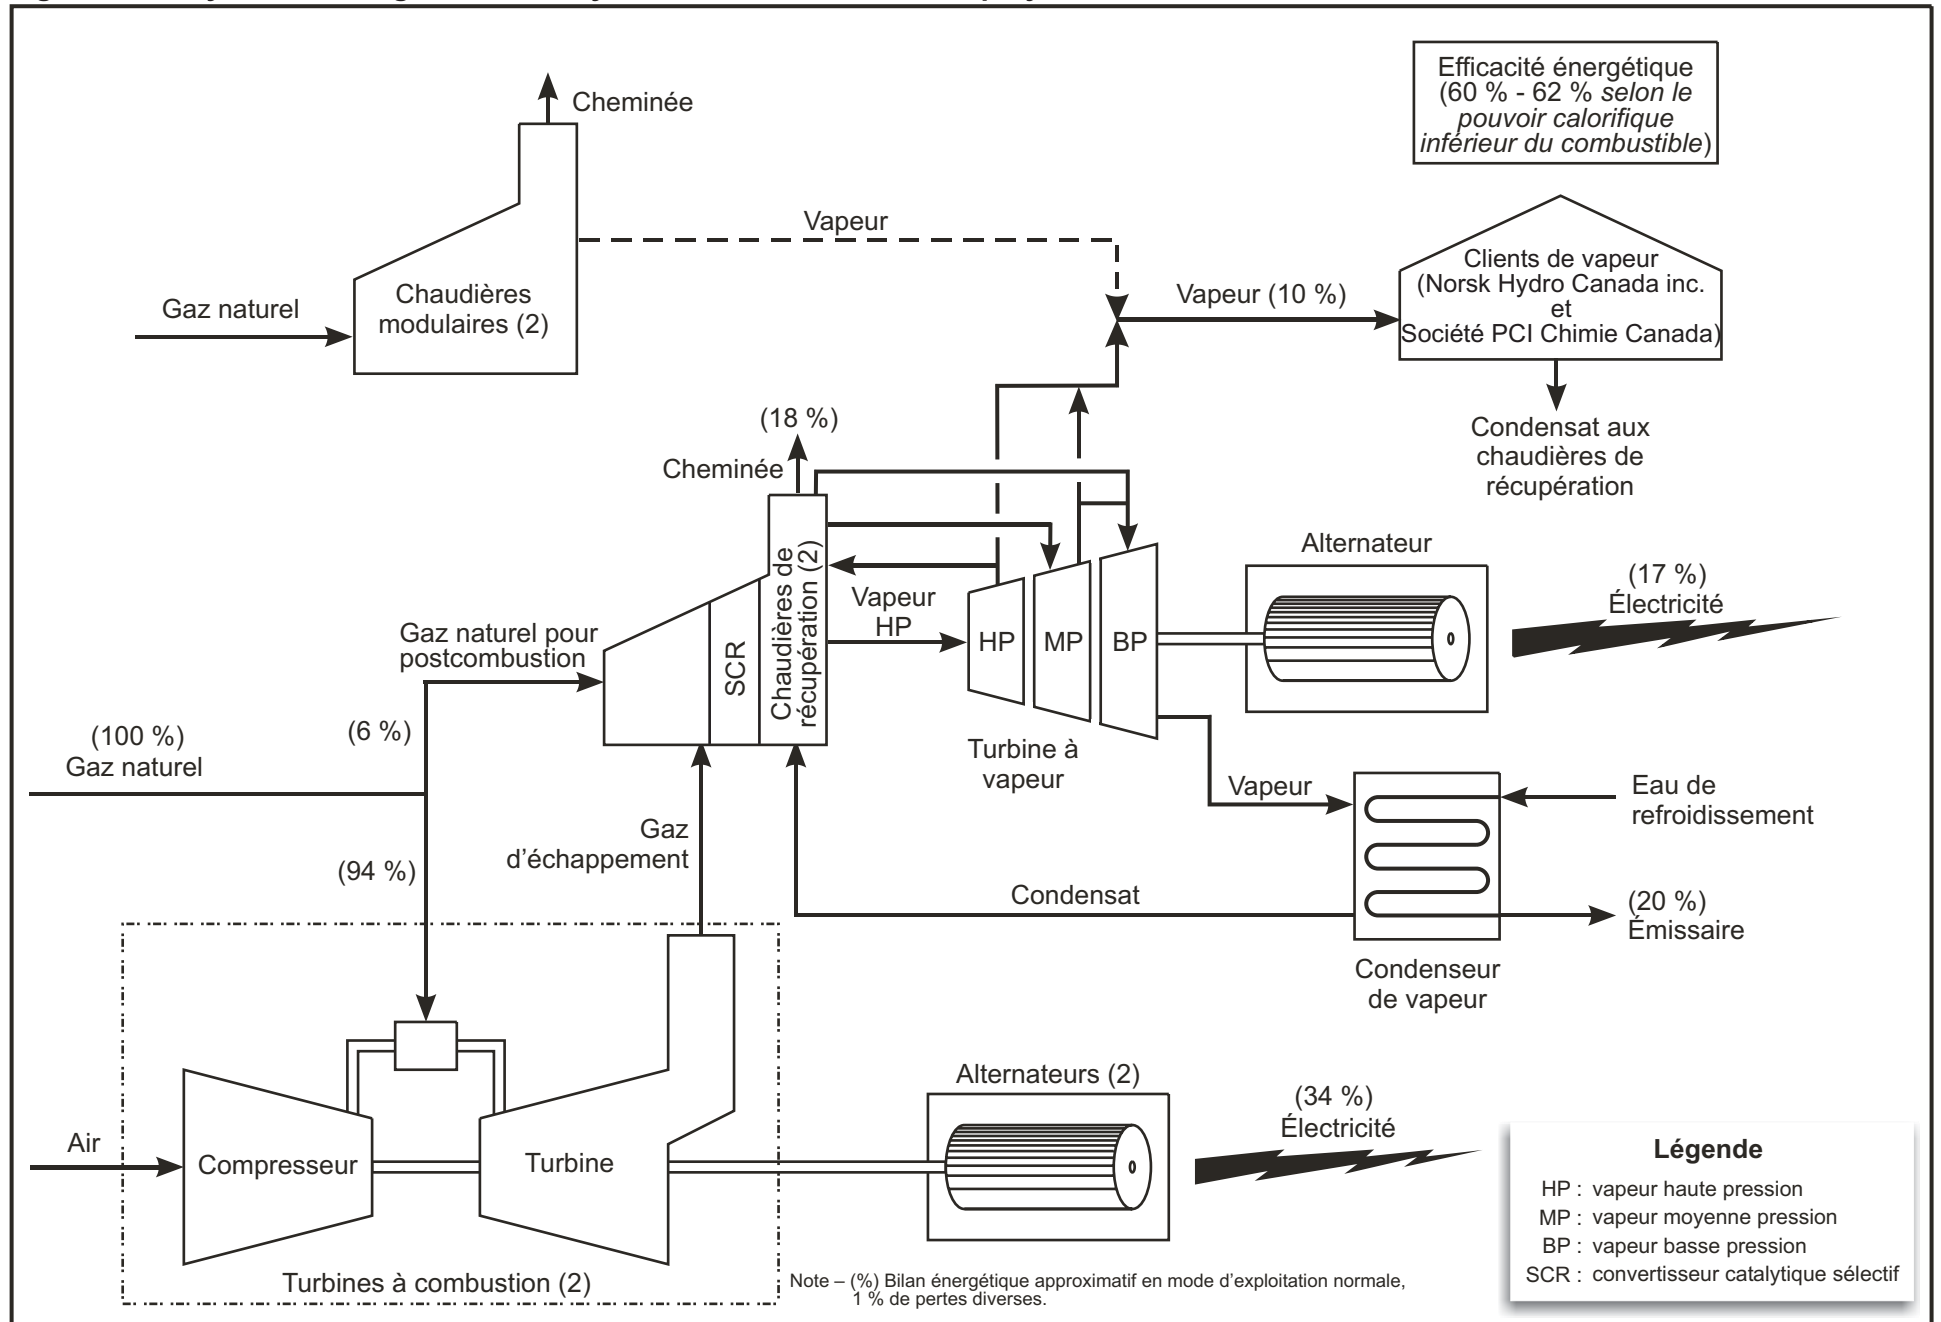 Efficacité énergétique
(60 % - 62 % selon le
pouvoir calorifique
inférieur du combustible)
Cheminée
Vapeur
Gaz naturel
Chaudières
modulaires (2)
Vapeur (10 %)
Clients de vapeur
(Norsk Hydro Canada inc.
et
Société PCI Chimie Canada)
Condensat aux
chaudières de
récupération
(18 %)
Cheminée
Gaz naturel pour
postcombustion
SCR
Chaudières de
récupération (2)
Vapeur
HP
HP
MP
BP
Turbine à
vapeur
Alternateur
(17 %)
Électricité
(100 %)
Gaz naturel
(6 %)
(94 %)
Gaz
d'échappement
Vapeur
Eau de
refroidissement
Condensat
(20 %)
Émissaire
Condenseur
de vapeur
Air
Compresseur
Turbine
Turbines à combustion (2)
Alternateurs (2)
(34 %)
Électricité
Note – (%) Bilan énergétique approximatif en mode d'exploitation normale,
1 % de pertes diverses.
Légende
HP : vapeur haute pression
MP : vapeur moyenne pression
BP : vapeur basse pression
SCR : convertisseur catalytique sélectif